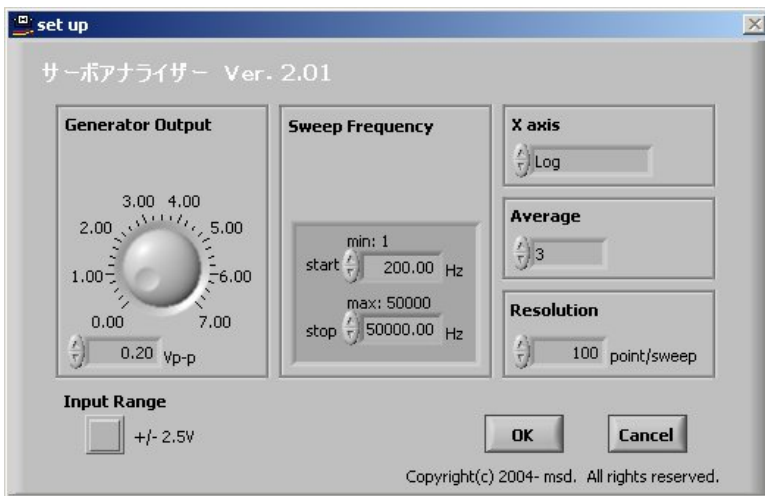 set up
サーボアナライザー Ver. 2.01
Generator Output
3.00 4.00
2.00 5.00
1.00 6.00
0.00 7.00
0.20 Vp-p
Sweep Frequency
min: 1
start 200.00 Hz
max: 50000
stop 50000.00 Hz
X axis
Log
Average
3
Resolution
100 point/sweep
Input Range
+/- 2.5V
OK Cancel
Copyright(c) 2004- msd. All rights reserved.